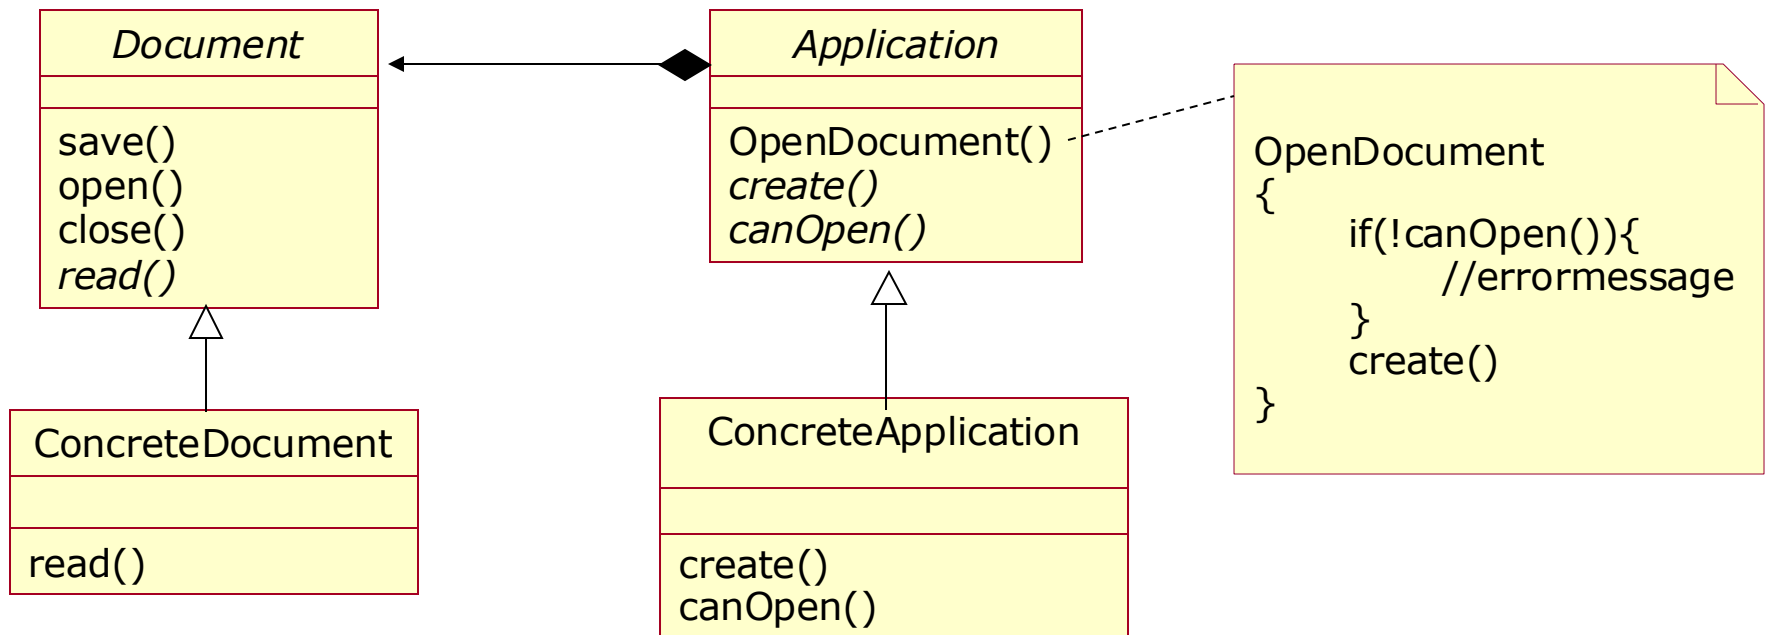 Document
save()
open()
close()
read()
Application
OpenDocument()
create()
canOpen()
OpenDocument
{
if(!canOpen()){
//errormessage
}
create()
}
ConcreteDocument
read()
ConcreteApplication
create()
canOpen()